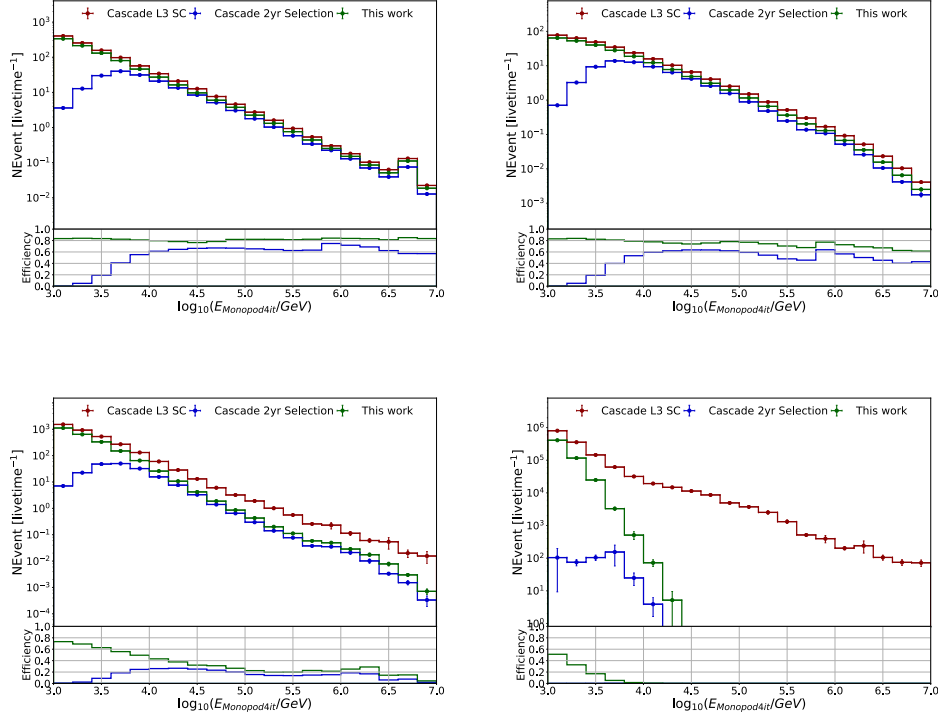 Cascade L3 SC Cascade 2yr Selection This work
NEvent [livetime⁻¹]
10³
10²
10¹
10⁰
10⁻¹
10⁻²
Efficiency
1.0
0.8
0.6
0.4
0.2
0.0
3.0 3.5 4.0 4.5 5.0 5.5 6.0 6.5 7.0
log₁₀(E_Monopod4it/GeV)
Cascade L3 SC Cascade 2yr Selection This work
NEvent [livetime⁻¹]
10²
10¹
10⁰
10⁻¹
10⁻²
10⁻³
Efficiency
1.0
0.8
0.6
0.4
0.2
0.0
3.0 3.5 4.0 4.5 5.0 5.5 6.0 6.5 7.0
log₁₀(E_Monopod4it/GeV)
Cascade L3 SC Cascade 2yr Selection This work
NEvent [livetime⁻¹]
10³
10²
10¹
10⁰
10⁻¹
10⁻²
10⁻³
10⁻⁴
Efficiency
1.0
0.8
0.6
0.4
0.2
0.0
3.0 3.5 4.0 4.5 5.0 5.5 6.0 6.5 7.0
log₁₀(E_Monopod4it/GeV)
Cascade L3 SC Cascade 2yr Selection This work
NEvent [livetime⁻¹]
10⁶
10⁵
10⁴
10³
10²
10¹
10⁰
Efficiency
1.0
0.8
0.6
0.4
0.2
0.0
3.0 3.5 4.0 4.5 5.0 5.5 6.0 6.5 7.0
log₁₀(E_Monopod4it/GeV)